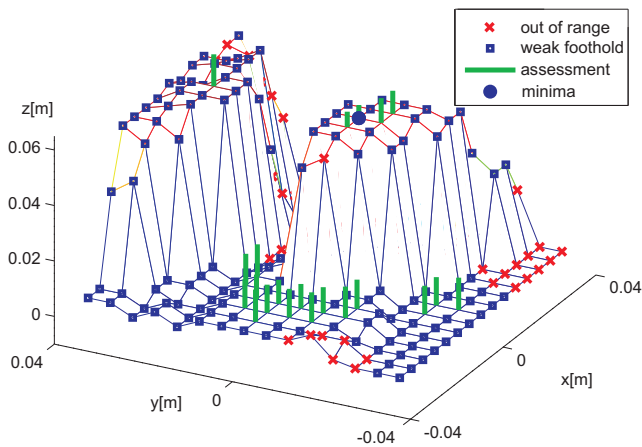 out of range
weak foothold
assessment
minima
z[m]
0.06
0.04
0.02
0
0.04
y[m]
0
-0.04
-0.04
0
x[m]
0.04